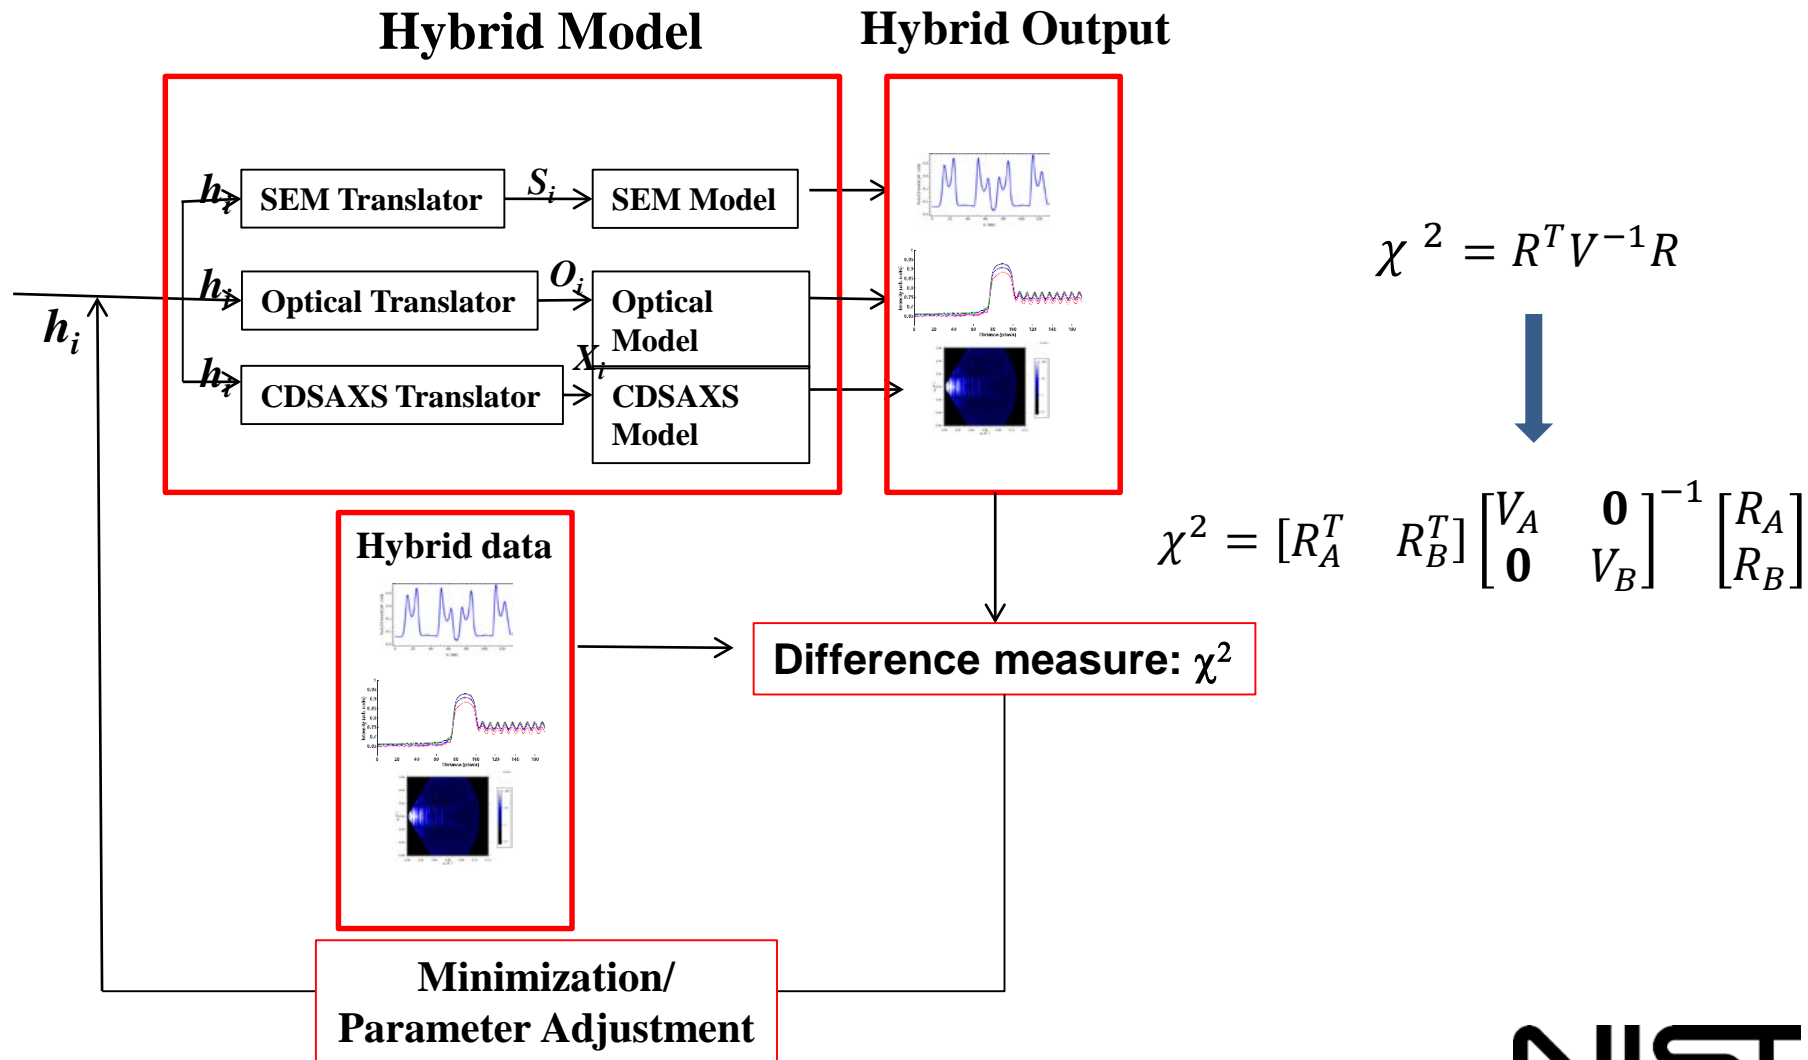 Hybrid Model
Hybrid Output
h_i
h_i
SEM Translator
S_i
SEM Model
h_i
Optical Translator
O_i
Optical
Model
h_i
CDSAXS Translator
X_i
CDSAXS
Model
Hybrid data
Difference measure: χ²
Minimization/
Parameter Adjustment
χ ² = R^T V^{-1} R
χ² = [R_A^T R_B^T] [V_A 0; 0 V_B]^{-1} [R_A; R_B]
NIST